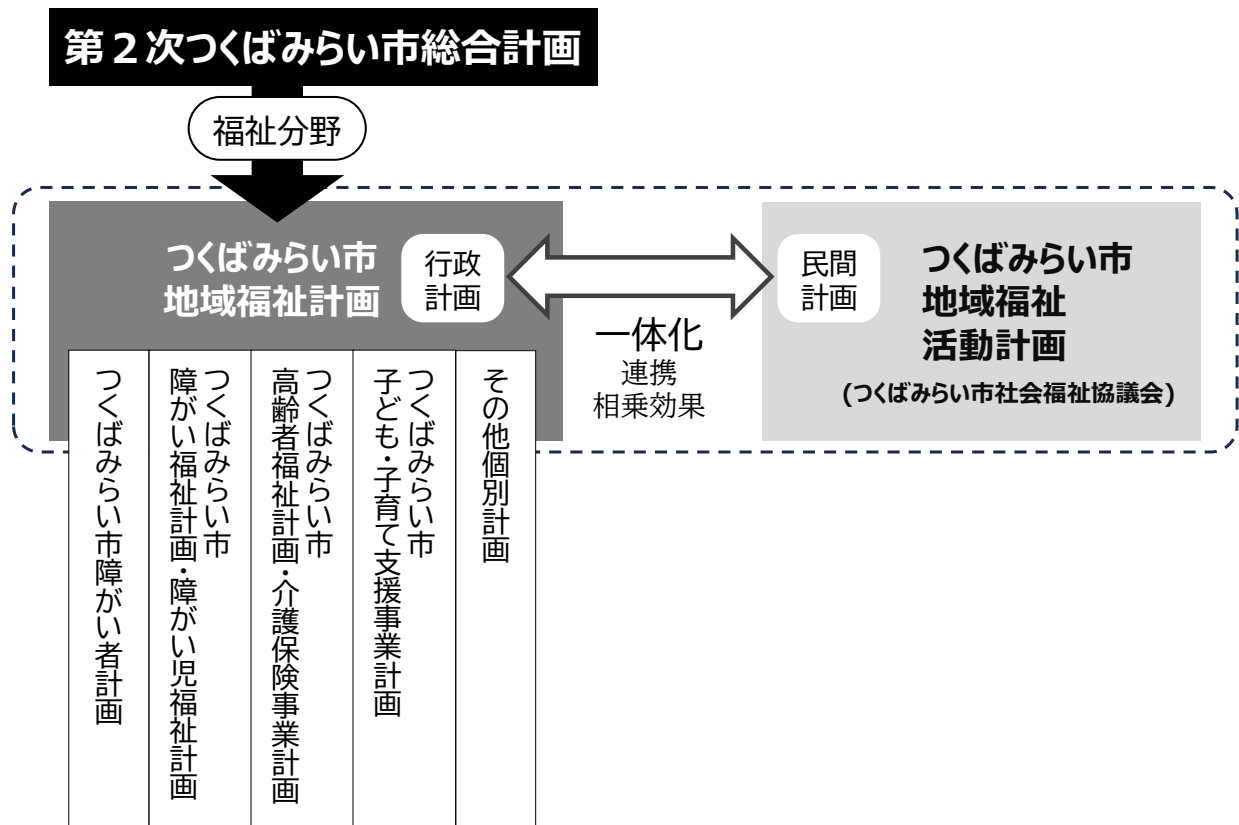 第２次つくばみらい市総合計画
福祉分野
つくばみらい市
地域福祉計画
行政
計画
一体化
連携
相乗効果
民間
計画
つくばみらい市
地域福祉
活動計画
(つくばみらい市社会福祉協議会)
つくばみらい市障がい者計画
つくばみらい市
障がい福祉計画・障がい児福祉計画
つくばみらい市
高齢者福祉計画・介護保険事業計画
つくばみらい市
子ども・子育て支援事業計画
その他個別計画